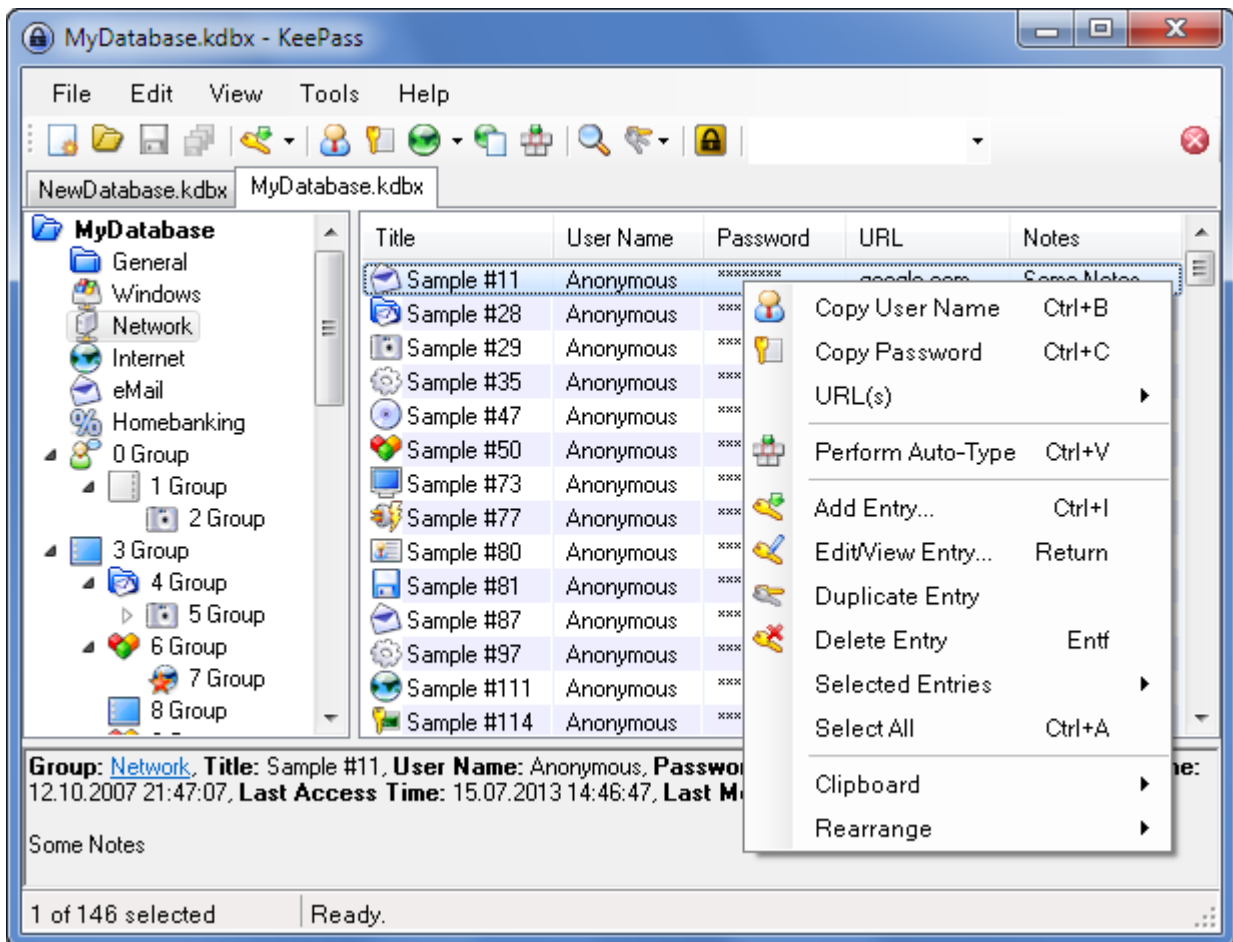 MyDatabase.kdbx - KeePass
File Edit View Tools Help
NewDatabase.kdbx MyDatabase.kdbx
MyDatabase
General
Windows
Network
Internet
eMail
Homebanking
0 Group
1 Group
2 Group
3 Group
4 Group
5 Group
6 Group
7 Group
8 Group
Title User Name Password URL Notes
Sample #11 Anonymous ******** google.com Some Notes
Sample #28 Anonymous ***
Sample #29 Anonymous ***
Sample #35 Anonymous ***
Sample #47 Anonymous ***
Sample #50 Anonymous ***
Sample #73 Anonymous ***
Sample #77 Anonymous ***
Sample #80 Anonymous ***
Sample #81 Anonymous ***
Sample #87 Anonymous ***
Sample #97 Anonymous ***
Sample #111 Anonymous ***
Sample #114 Anonymous ***
Copy User Name Ctrl+B
Copy Password Ctrl+C
URL(s)
Perform Auto-Type Ctrl+V
Add Entry... Ctrl+I
Edit/View Entry... Return
Duplicate Entry
Delete Entry Entf
Selected Entries
Select All Ctrl+A
Clipboard
Rearrange
Group: Network, Title: Sample #11, User Name: Anonymous,
12.10.2007 21:47:07, Last Access Time: 15.07.2013 14:46:47, Last
Some Notes
1 of 146 selected Ready.